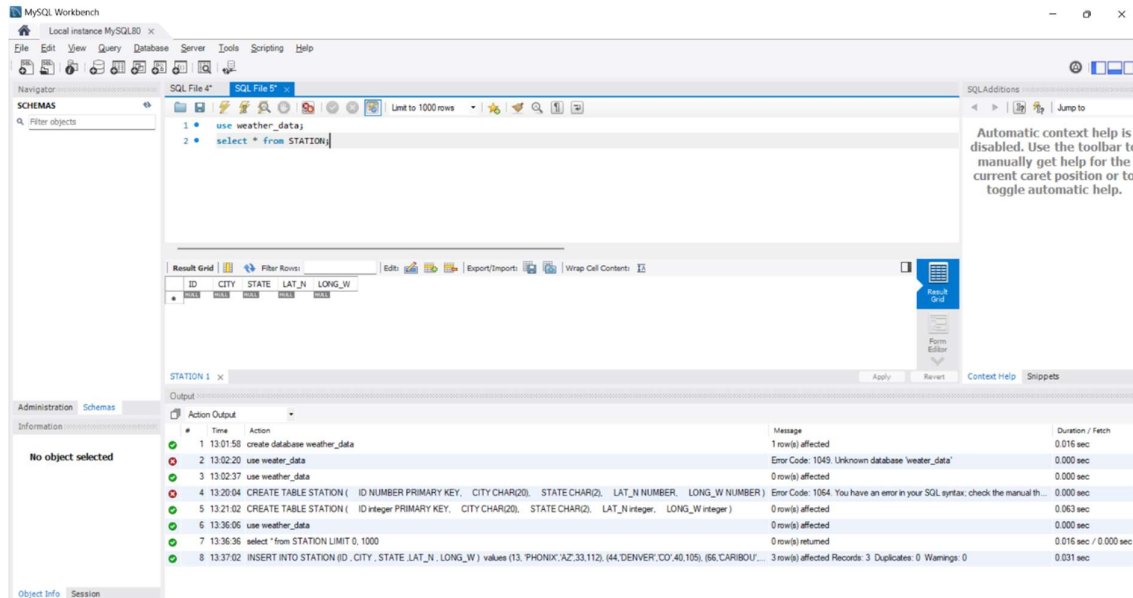 MySQL Workbench
Local instance MySQL80
File Edit View Query Database Server Tools Scripting Help
Navigator
SCHEMAS
Filter objects
SQL File 4*
SQL File 5*
Limit to 1000 rows
1 use weather_data;
2 select * from STATION;
SQLAdditions
Jump to
Automatic context help is
disabled. Use the toolbar to
manually get help for the
current caret position or to
toggle automatic help.
Result Grid Filter Rows: Edit: Export/Import: Wrap Cell Content:
ID CITY STATE LAT_N LONG_W
NULL NULL NULL NULL NULL
Result
Grid
Form
Editor
STATION 1
Apply Revert
Context Help Snippets
Output
Administration Schemas
Action Output
Information
No object selected
# Time Action Message Duration / Fetch
1 13:01:58 create database weather_data 1 row(s) affected 0.016 sec
2 13:02:20 use weater_data Error Code: 1049. Unknown database 'weater_data' 0.000 sec
3 13:02:37 use weather_data 0 row(s) affected 0.000 sec
4 13:20:04 CREATE TABLE STATION ( ID NUMBER PRIMARY KEY, CITY CHAR(20), STATE CHAR(2), LAT_N NUMBER, LONG_W NUMBER ) Error Code: 1064. You have an error in your SQL syntax; check the manual th... 0.000 sec
5 13:21:02 CREATE TABLE STATION ( ID integer PRIMARY KEY, CITY CHAR(20), STATE CHAR(2), LAT_N integer, LONG_W integer ) 0 row(s) affected 0.063 sec
6 13:36:06 use weather_data 0 row(s) affected 0.000 sec
7 13:36:36 select * from STATION LIMIT 0, 1000 0 row(s) returned 0.016 sec / 0.000 sec
8 13:37:02 INSERT INTO STATION (ID , CITY , STATE ,LAT_N , LONG_W ) values (13, 'PHONIX','AZ',33,112), (44,'DENVER','CO',40,105), (66,'CARIBOU',... 3 row(s) affected Records: 3 Duplicates: 0 Warnings: 0 0.031 sec
Object Info Session